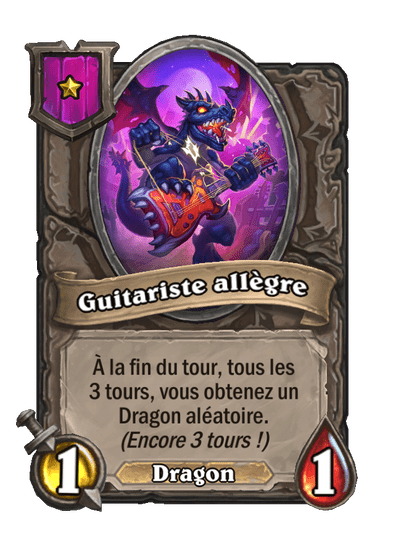 Guitariste allègre
À la fin du tour, tous les
3 tours, vous obtenez un
Dragon aléatoire.
(Encore 3 tours !)
1
Dragon
1